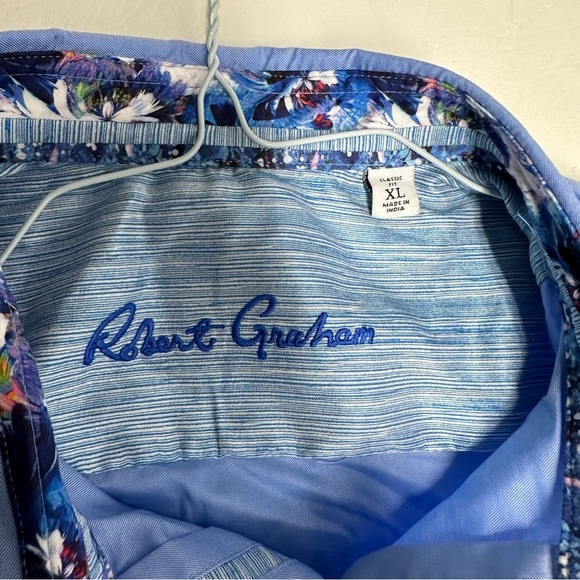 CLASSIC
FIT
XL
MADE IN
INDIA
Robert Graham